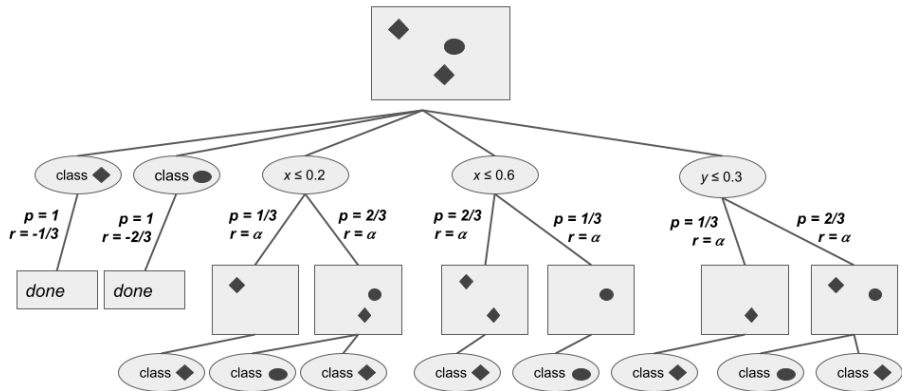 class
class
x ≤ 0.2
x ≤ 0.6
y ≤ 0.3
p = 1
r = -1/3
p = 1
r = -2/3
p = 1/3
r = α
p = 2/3
r = α
p = 2/3
r = α
p = 1/3
r = α
p = 1/3
r = α
p = 2/3
r = α
done
done
class
class
class
class
class
class
class
class